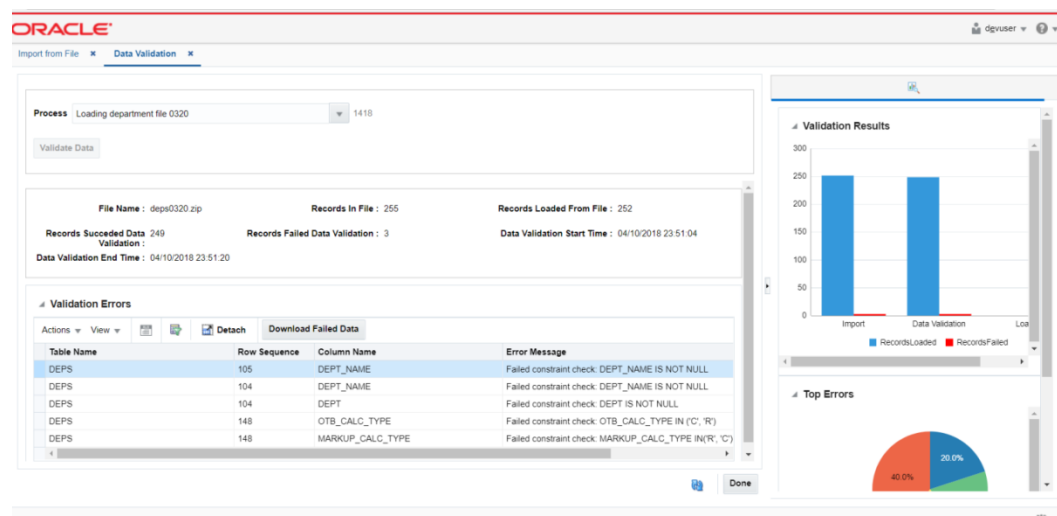 ORACLE
devuser
Import from File × Data Validation ×
Process Loading department file 0320 1418
Validate Data
File Name : deps0320.zip Records In File : 255 Records Loaded From File : 252
Records Succeded Data Validation : 249 Records Failed Data Validation : 3 Data Validation Start Time : 04/10/2018 23:51:04
Data Validation End Time : 04/10/2018 23:51:20
Validation Errors
Actions View Detach Download Failed Data
Table Name Row Sequence Column Name Error Message
DEPS 105 DEPT_NAME Failed constraint check: DEPT_NAME IS NOT NULL
DEPS 104 DEPT_NAME Failed constraint check: DEPT_NAME IS NOT NULL
DEPS 104 DEPT Failed constraint check: DEPT IS NOT NULL
DEPS 148 OTB_CALC_TYPE Failed constraint check: OTB_CALC_TYPE IN ('C', 'R')
DEPS 148 MARKUP_CALC_TYPE Failed constraint check: MARKUP_CALC_TYPE IN('R', 'C')
Done
Validation Results
300
250
200
150
100
50
0
Import Data Validation Loa
RecordsLoaded RecordsFailed
Top Errors
20.0%
40.0%